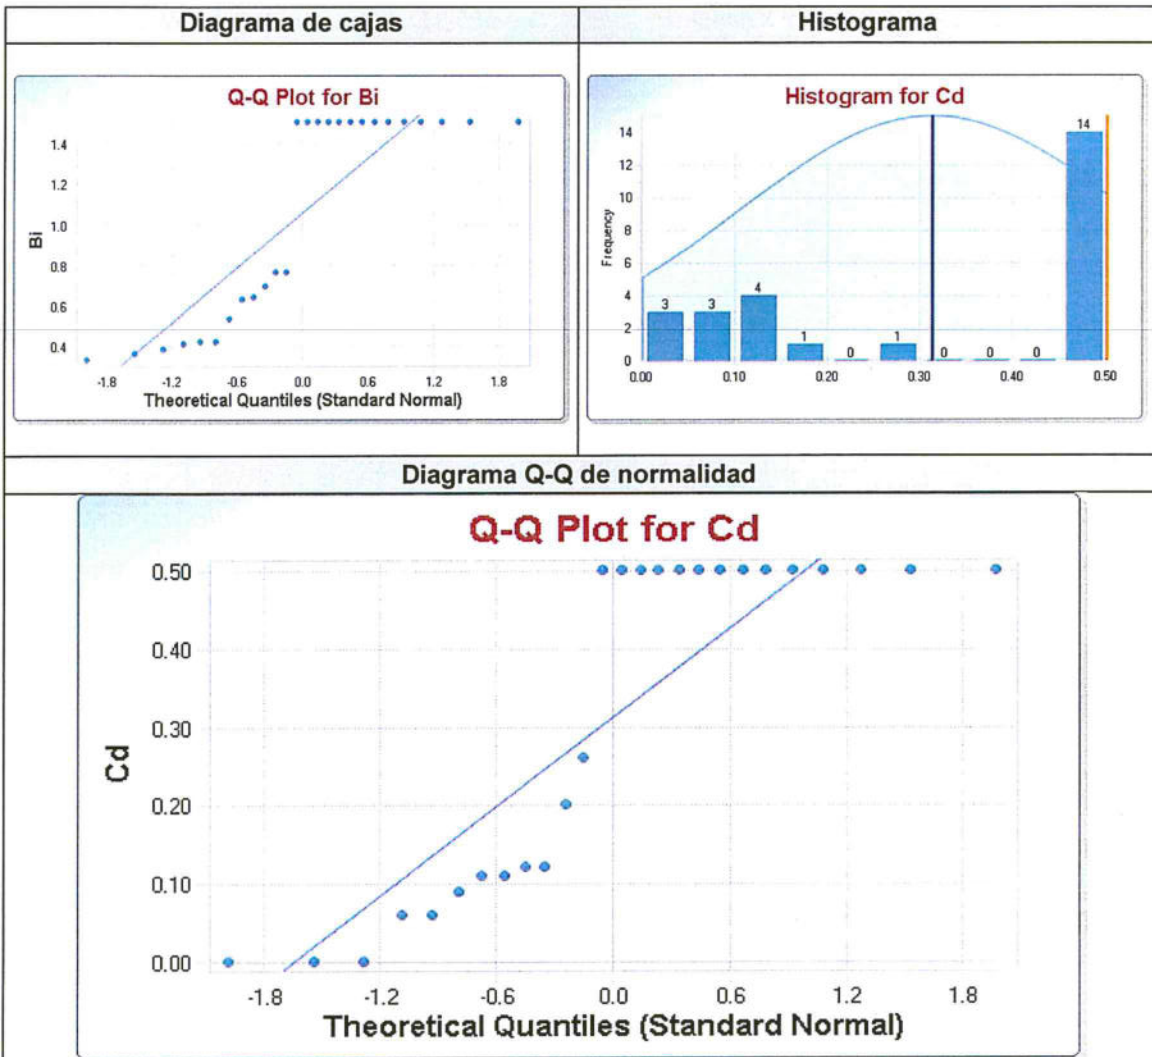 Diagrama de cajas
Histograma
Q-Q Plot for Bi
1.4
1.2
1.0
0.8
0.6
0.4
Bi
-1.8 -1.2 -0.6 0.0 0.6 1.2 1.8
Theoretical Quantiles (Standard Normal)
Histogram for Cd
14
12
10
8
6
4
2
0
Frequency
3 3 4 1 0 1 0 0 0 14
0.00 0.10 0.20 0.30 0.40 0.50
Diagrama Q-Q de normalidad
Q-Q Plot for Cd
0.50
0.40
0.30
0.20
0.10
0.00
Cd
-1.8 -1.2 -0.6 0.0 0.6 1.2 1.8
Theoretical Quantiles (Standard Normal)